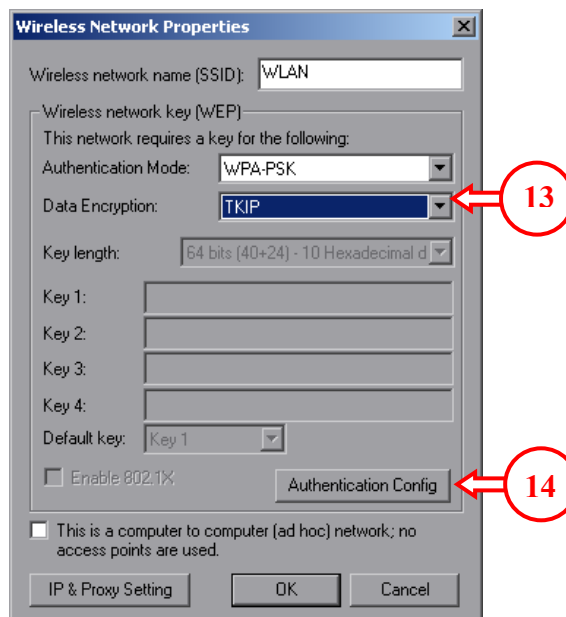 Wireless Network Properties
Wireless network name (SSID): WLAN
Wireless network key (WEP)
This network requires a key for the following:
Authentication Mode: WPA-PSK
Data Encryption: TKIP
13
Key length: 64 bits (40+24) - 10 Hexadecimal d
Key 1:
Key 2:
Key 3:
Key 4:
Default key: Key 1
Enable 802.1X
Authentication Config
14
This is a computer to computer (ad hoc) network; no
access points are used.
IP & Proxy Setting OK Cancel